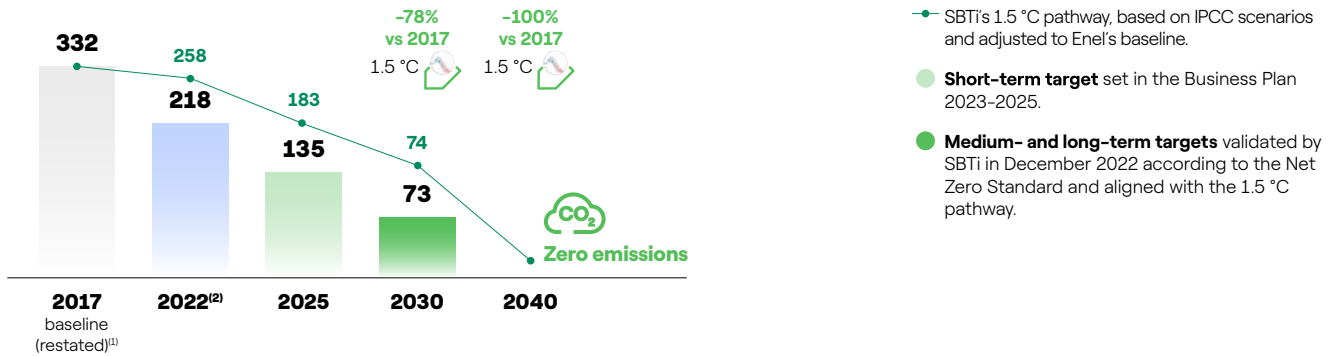 -78%
vs 2017
1.5 °C
-100%
vs 2017
1.5 °C
332
258
218
183
135
74
73
CO2
Zero emissions
2017
baseline
(restated)(1)
2022(2)
2025
2030
2040
SBTi's 1.5 °C pathway, based on IPCC scenarios
and adjusted to Enel's baseline.
Short-term target set in the Business Plan
2023-2025.
Medium- and long-term targets validated by
SBTi in December 2022 according to the Net
Zero Standard and aligned with the 1.5 °C
pathway.